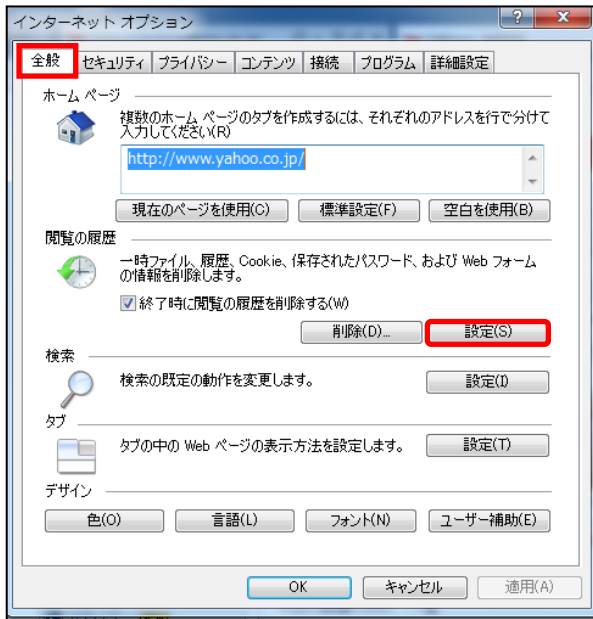 インターネット オプション
全般 セキュリティ プライバシー コンテンツ 接続 プログラム 詳細設定
ホーム ページ
複数のホーム ページのタブを作成するには、それぞれのアドレスを行で分けて
入力してください(R)
http://www.yahoo.co.jp/
現在のページを使用(C) 標準設定(F) 空白を使用(B)
閲覧の履歴
一時ファイル、履歴、Cookie、保存されたパスワード、および Web フォーム
の情報を削除します。
終了時に閲覧の履歴を削除する(W)
削除(D)... 設定(S)
検索
検索の既定の動作を変更します。 設定(I)
タブ
タブの中の Web ページの表示方法を設定します。 設定(T)
デザイン
色(O) 言語(L) フォント(N) ユーザー補助(E)
OK キャンセル 適用(A)